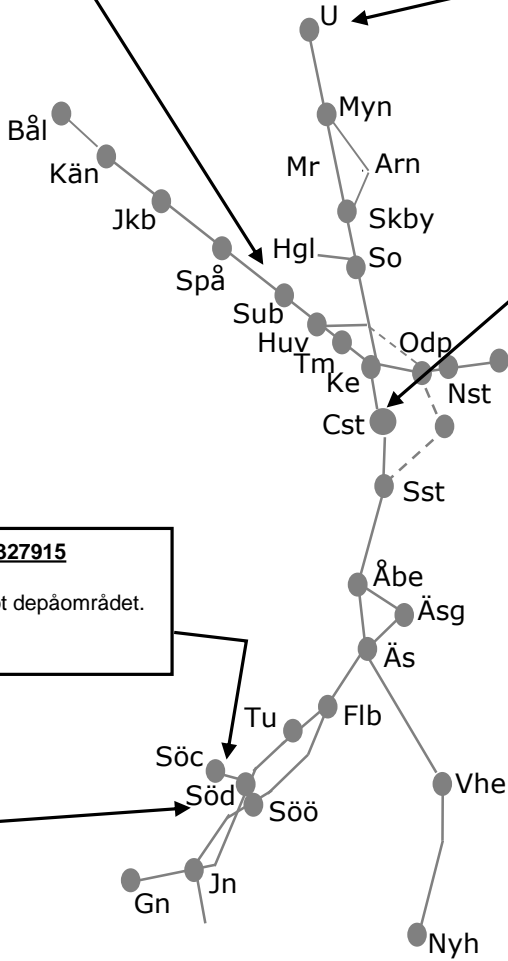 U
Myn
Bål
Mr
Arn
Kän
Jkb
Skby
Hgl
So
Spå
Sub
Huv
Odp
Tm
Ke
Nst
Cst
Sst
327915
t depåområdet.
Åbe
Äsg
Äs
Tu
Flb
Söc
Söd
Söö
Vhe
Gn
Jn
Nyh